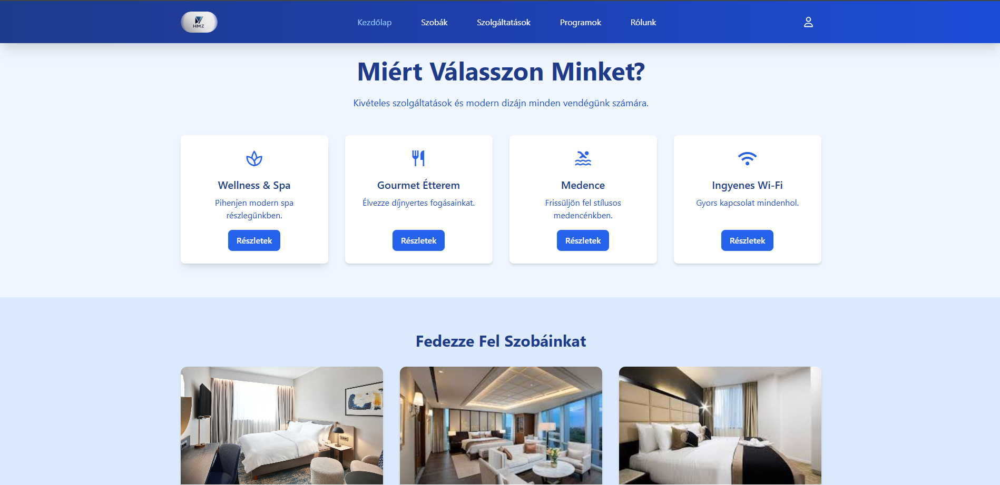 HMZ
Kezdőlap
Szobák
Szolgáltatások
Programok
Rólunk
Miért Válasszon Minket?
Kivételes szolgáltatások és modern dizájn minden vendégünk számára.
Wellness & Spa
Pihenjen modern spa
részlegünkben.
Részletek
Gourmet Étterem
Élvezze díjnyertes fogásainkat.
Részletek
Medence
Frissüljön fel stílusos
medencénkben.
Részletek
Ingyenes Wi-Fi
Gyors kapcsolat mindenhol.
Részletek
Fedezze Fel Szobáinkat